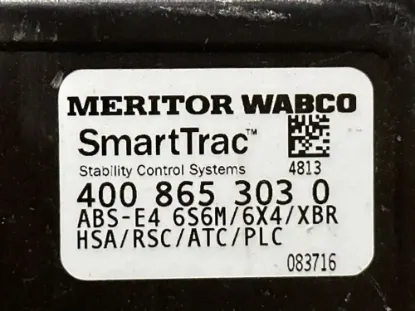 MERITOR WABCO
SmartTrac™
Stability Control Systems 4813
400 865 303 0
ABS-E4 6S6M/6X4/XBR
HSA/RSC/ATC/PLC
083716